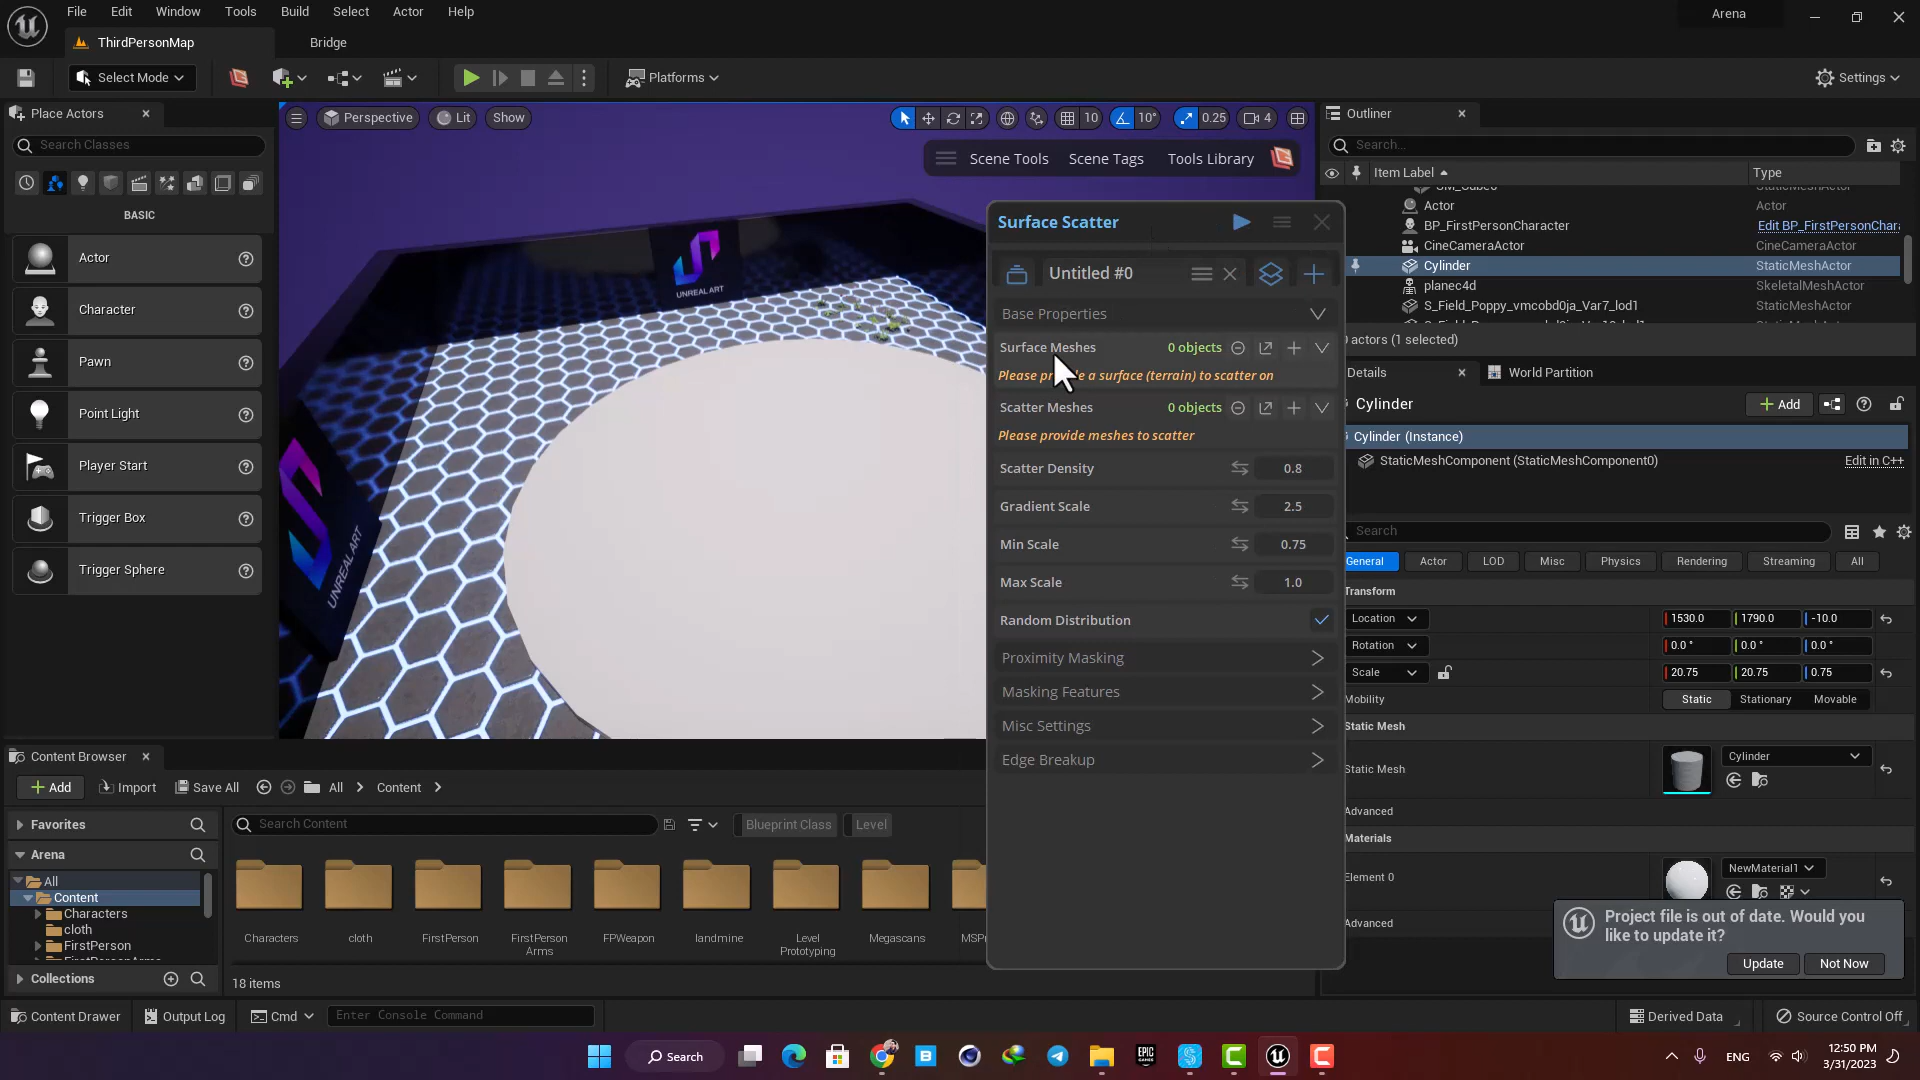 File Edit Window Tools Build Select Actor Help
Arena
ThirdPersonMap
Bridge
Select Mode
Platforms
Settings
Place Actors
Search Classes
BASIC
Actor
Character
Pawn
Point Light
Player Start
Trigger Box
Trigger Sphere
Perspective
Lit
Show
10
10°
0.25
4
Scene Tools
Scene Tags
Tools Library
UNREAL ART
UNREAL ART
Surface Scatter
Untitled #0
Base Properties
Surface Meshes 0 objects
Please pr e a surface (terrain) to scatter on
Scatter Meshes 0 objects
Please provide meshes to scatter
Scatter Density 0.8
Gradient Scale 2.5
Min Scale 0.75
Max Scale 1.0
Random Distribution
Proximity Masking
Masking Features
Misc Settings
Edge Breakup
Outliner
Search...
Item Label Type
StaticMeshActor
Actor Actor
BP_FirstPersonCharacter Edit BP_FirstPersonChara
CineCameraActor CineCameraActor
Cylinder StaticMeshActor
planec4d SkeletalMeshActor
S_Field_Poppy_vmcobd0ja_Var7_lod1 StaticMeshActor
actors (1 selected)
Details
World Partition
Cylinder
Add
Cylinder (Instance)
StaticMeshComponent (StaticMeshComponent0) Edit in C++
Search
General Actor LOD Misc Physics Rendering Streaming All
Transform
Location 1530.0 1790.0 -10.0
Rotation 0.0 ° 0.0 ° 0.0 °
Scale 20.75 20.75 0.75
Mobility Static Stationary Movable
Static Mesh
Static Mesh Cylinder
Advanced
Materials
Element 0 NewMaterial1
Advanced
Project file is out of date. Would you
like to update it?
Update Not Now
Content Browser
Add Import Save All All Content
Favorites
Arena
All
Content
Characters
cloth
FirstPerson
Collections
Search Content
Blueprint Class
Level
Characters
cloth
FirstPerson
FirstPerson
Arms
FPWeapon
landmine
Level
Prototyping
Megascans
18 items
Content Drawer Output Log Cmd Enter Console Command
Derived Data Source Control Off
Search
EPIC
GAMES
ENG
12:50 PM
3/31/2023